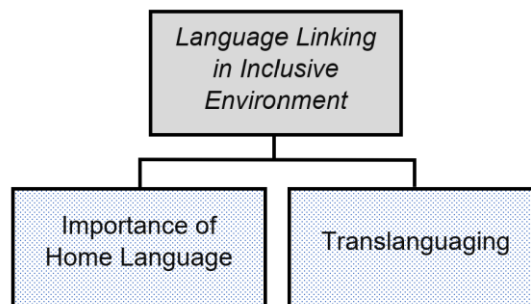 Language Linking
in Inclusive
Environment
Importance of
Home Language
Translanguaging